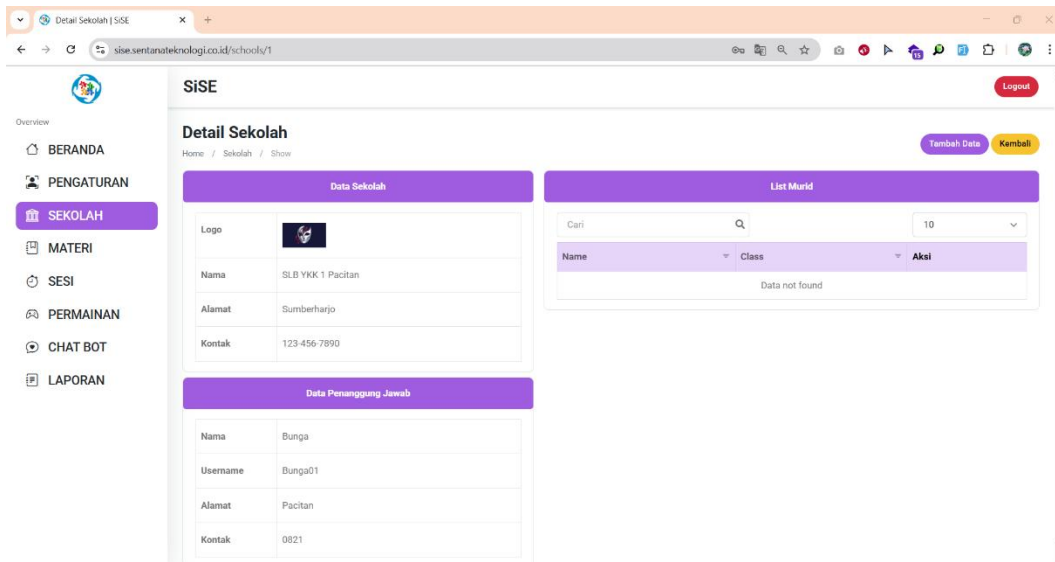 Detail Sekolah | SiSE
sise.sentanateknologi.co.id/schools/1
15
SiSE
Logout
Overview
BERANDA
PENGATURAN
SEKOLAH
MATERI
SESI
PERMAINAN
CHAT BOT
LAPORAN
Detail Sekolah
Home / Sekolah / Show
Tambah Data
Kembali
Data Sekolah
Logo
Nama SLB YKK 1 Pacitan
Alamat Sumberharjo
Kontak 123-456-7890
Data Penanggung Jawab
Nama Bunga
Username Bunga01
Alamat Pacitan
Kontak 0821
List Murid
Cari 10
Name Class Aksi
Data not found